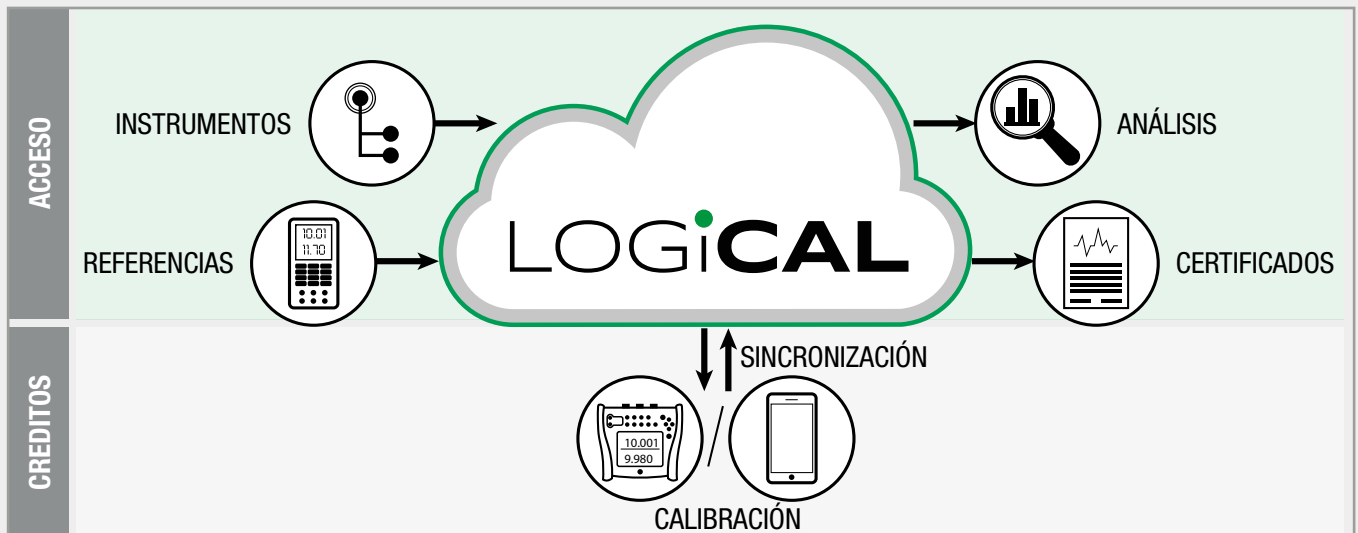 ACCESO
INSTRUMENTOS
ANÁLISIS
LOGiCAL
REFERENCIAS
10.01
11.70
CERTIFICADOS
CREDITOS
SINCRONIZACIÓN
10.001
9.980
CALIBRACIÓN